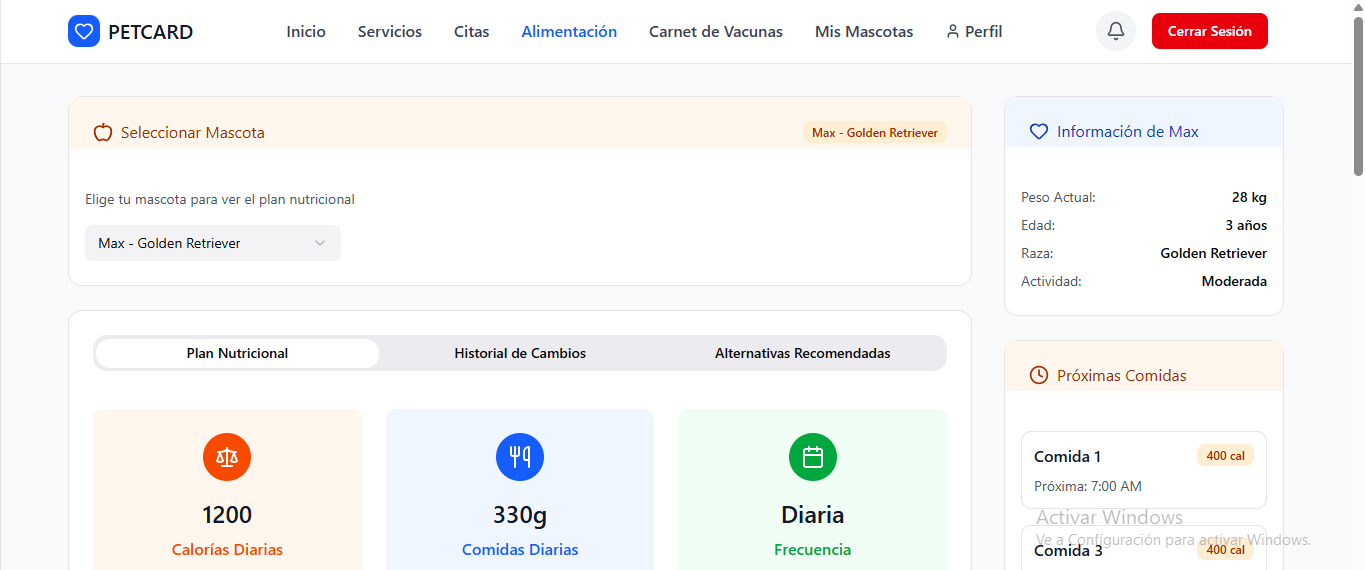 PETCARD
Inicio
Servicios
Citas
Alimentación
Carnet de Vacunas
Mis Mascotas
Perfil
Cerrar Sesión
Seleccionar Mascota
Max - Golden Retriever
Elige tu mascota para ver el plan nutricional
Max - Golden Retriever
Plan Nutricional
Historial de Cambios
Alternativas Recomendadas
1200
Calorías Diarias
330g
Comidas Diarias
Diaria
Frecuencia
Información de Max
Peso Actual: 28 kg
Edad: 3 años
Raza: Golden Retriever
Actividad: Moderada
Próximas Comidas
Comida 1 400 cal
Próxima: 7:00 AM
Activar Windows
Ve a Configuración para activar Windows.
Comida 3 400 cal